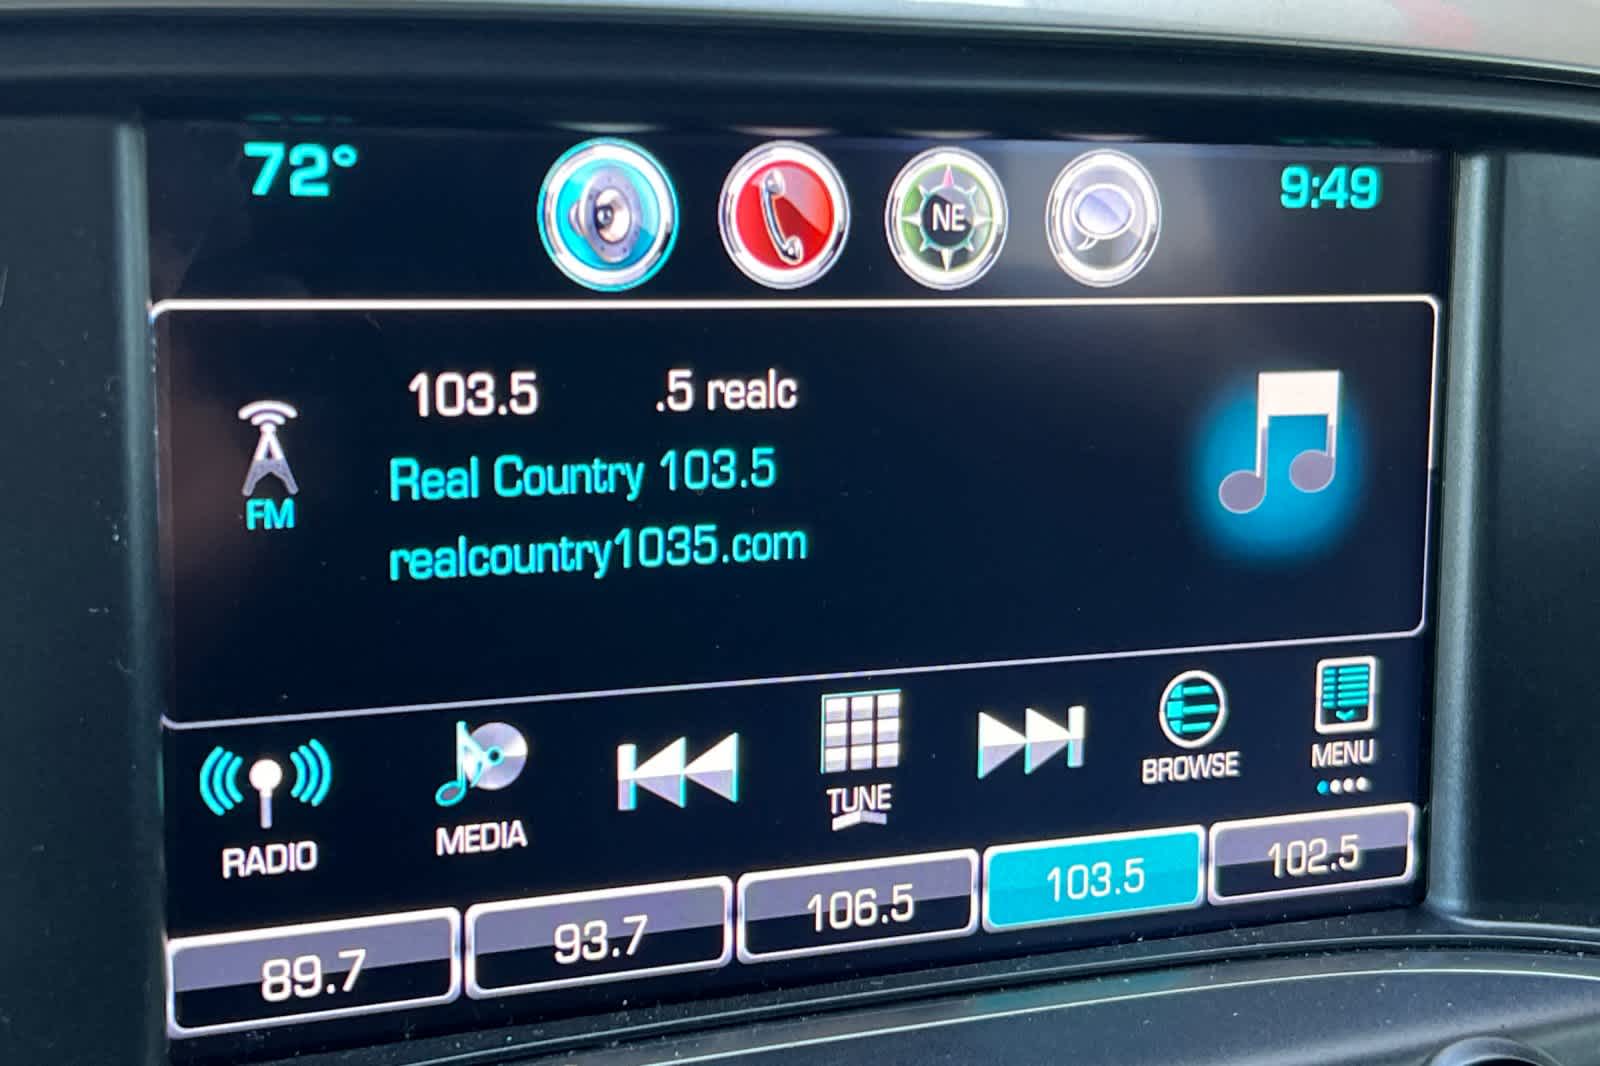 72°
NE
9:49
103.5 .5 realc
Real Country 103.5
FM
realcountry1035.com
RADIO
MEDIA
TUNE
BROWSE
MENU
89.7
93.7
106.5
103.5
102.5